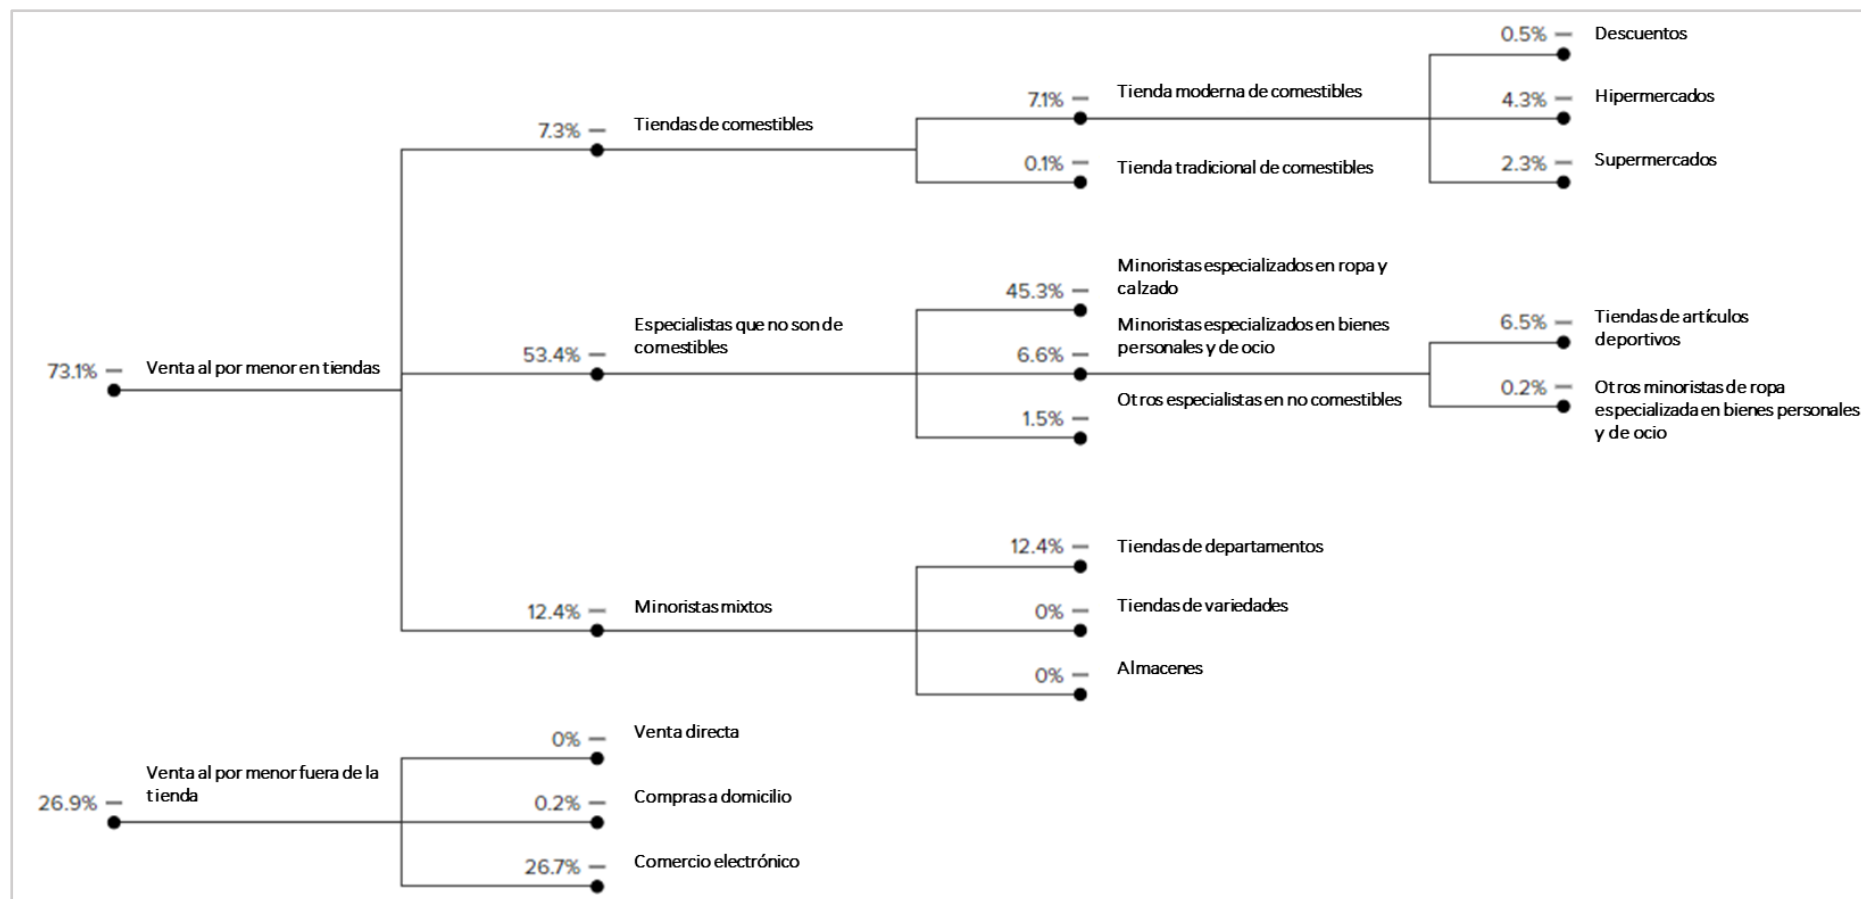 0.5% Descuentos
7.1% Tienda moderna de comestibles
4.3% Hipermercados
7.3% Tiendas de comestibles
0.1% Tienda tradicional de comestibles
2.3% Supermercados
Minoristas especializados en ropa y
45.3% calzado
Especialistas que no son de
53.4% comestibles
Minoristas especializados en bienes
6.6% personales y de ocio
6.5% Tiendas de artículos
deportivos
73.1% Venta al por menor en tiendas
1.5% Otros especialistas en no comestibles
0.2% Otros minoristas de ropa
especializada en bienes personales
y de ocio
12.4% Tiendas de departamentos
12.4% Minoristas mixtos
0% Tiendas de variedades
0% Almacenes
0% Venta directa
26.9% Venta al por menor fuera de la
tienda
0.2% Compras a domicilio
26.7% Comercio electrónico